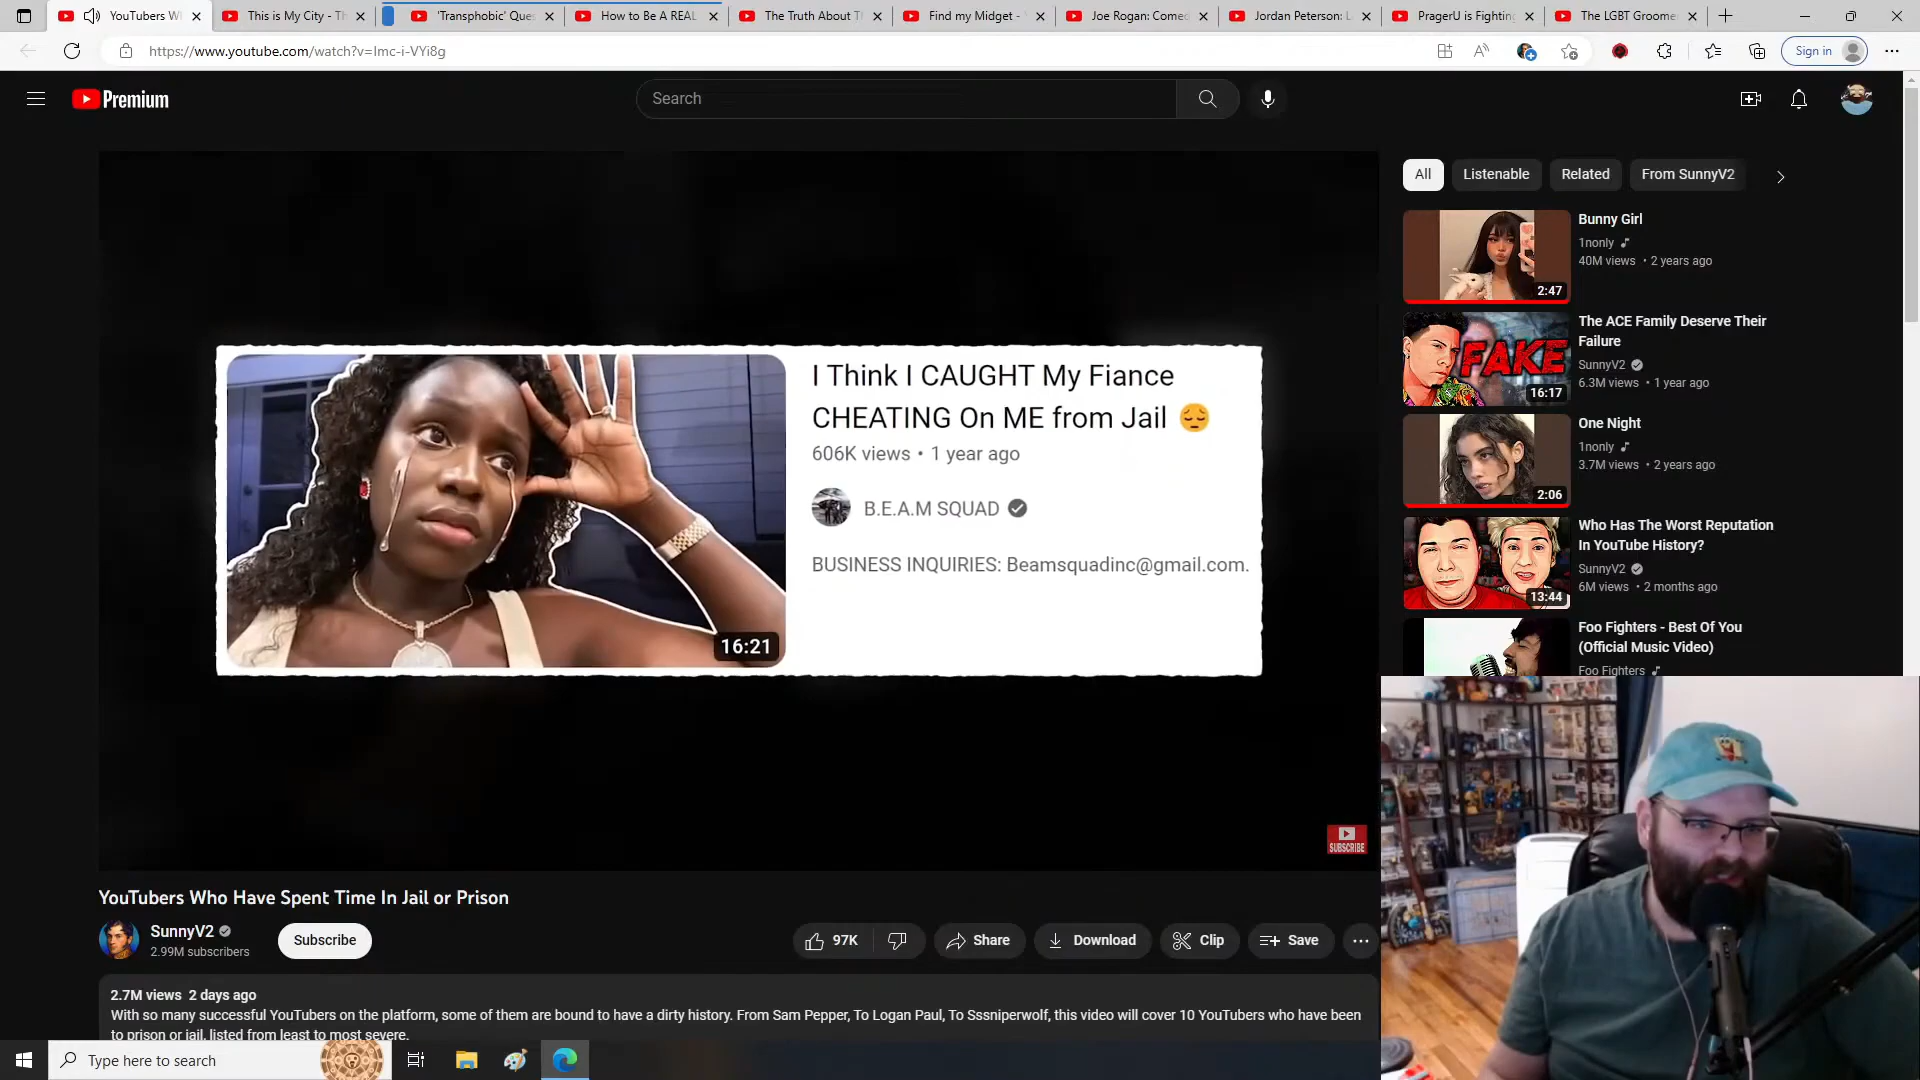 YouTubers W
This is My City - T
'Transphobic' Ques
How to Be A REAL
The Truth About T
Find my Midget -
Joe Rogan: Comed
Jordan Peterson: L
PragerU is Fighting
The LGBT Groome
https://www.youtube.com/watch?v=Imc-i-VYi8g
Sign in
Premium
Search
All
Listenable
Related
From SunnyV2
I Think I CAUGHT My Fiance
CHEATING On ME from Jail 😔
606K views • 1 year ago
B.E.A.M SQUAD
BUSINESS INQUIRIES: Beamsquadinc@gmail.com.
16:21
SUBSCRIBE
Bunny Girl
1nonly
40M views • 2 years ago
2:47
The ACE Family Deserve Their
Failure
SunnyV2
6.3M views • 1 year ago
FAKE
16:17
One Night
1nonly
3.7M views • 2 years ago
2:06
Who Has The Worst Reputation
In YouTube History?
SunnyV2
6M views • 2 months ago
13:44
Foo Fighters - Best Of You
(Official Music Video)
Foo Fighters
YouTubers Who Have Spent Time In Jail or Prison
SunnyV2
2.99M subscribers
Subscribe
97K
Share
Download
Clip
Save
2.7M views 2 days ago
With so many successful YouTubers on the platform, some of them are bound to have a dirty history. From Sam Pepper, To Logan Paul, To Sssniperwolf, this video will cover 10 YouTubers who have been
to prison or jail, listed from least to most severe.
Type here to search